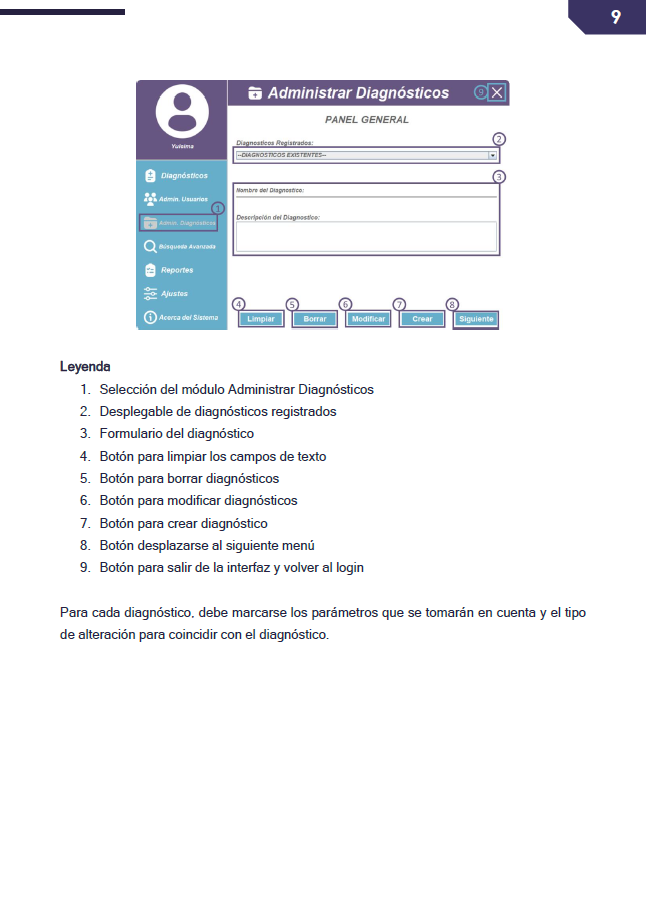 9
Administrar Diagnósticos
9
PANEL GENERAL
Yuleima
Diagnosticos Registrados:
2
--DIAGNOSTICOS EXISTENTES--
3
Nombre del Diagnostico:
Descripción del Diagnostico:
Diagnósticos
Admin. Usuarios
1
Admin. Diagnósticos
Búsqueda Avanzada
Reportes
Ajustes
Acerca del Sistema
4 5 6 7 8
Limpiar Borrar Modificar Crear Siguiente
Leyenda
1. Selección del módulo Administrar Diagnósticos
2. Desplegable de diagnósticos registrados
3. Formulario del diagnóstico
4. Botón para limpiar los campos de texto
5. Botón para borrar diagnósticos
6. Botón para modificar diagnósticos
7. Botón para crear diagnóstico
8. Botón desplazarse al siguiente menú
9. Botón para salir de la interfaz y volver al login
Para cada diagnóstico, debe marcarse los parámetros que se tomarán en cuenta y el tipo
de alteración para coincidir con el diagnóstico.